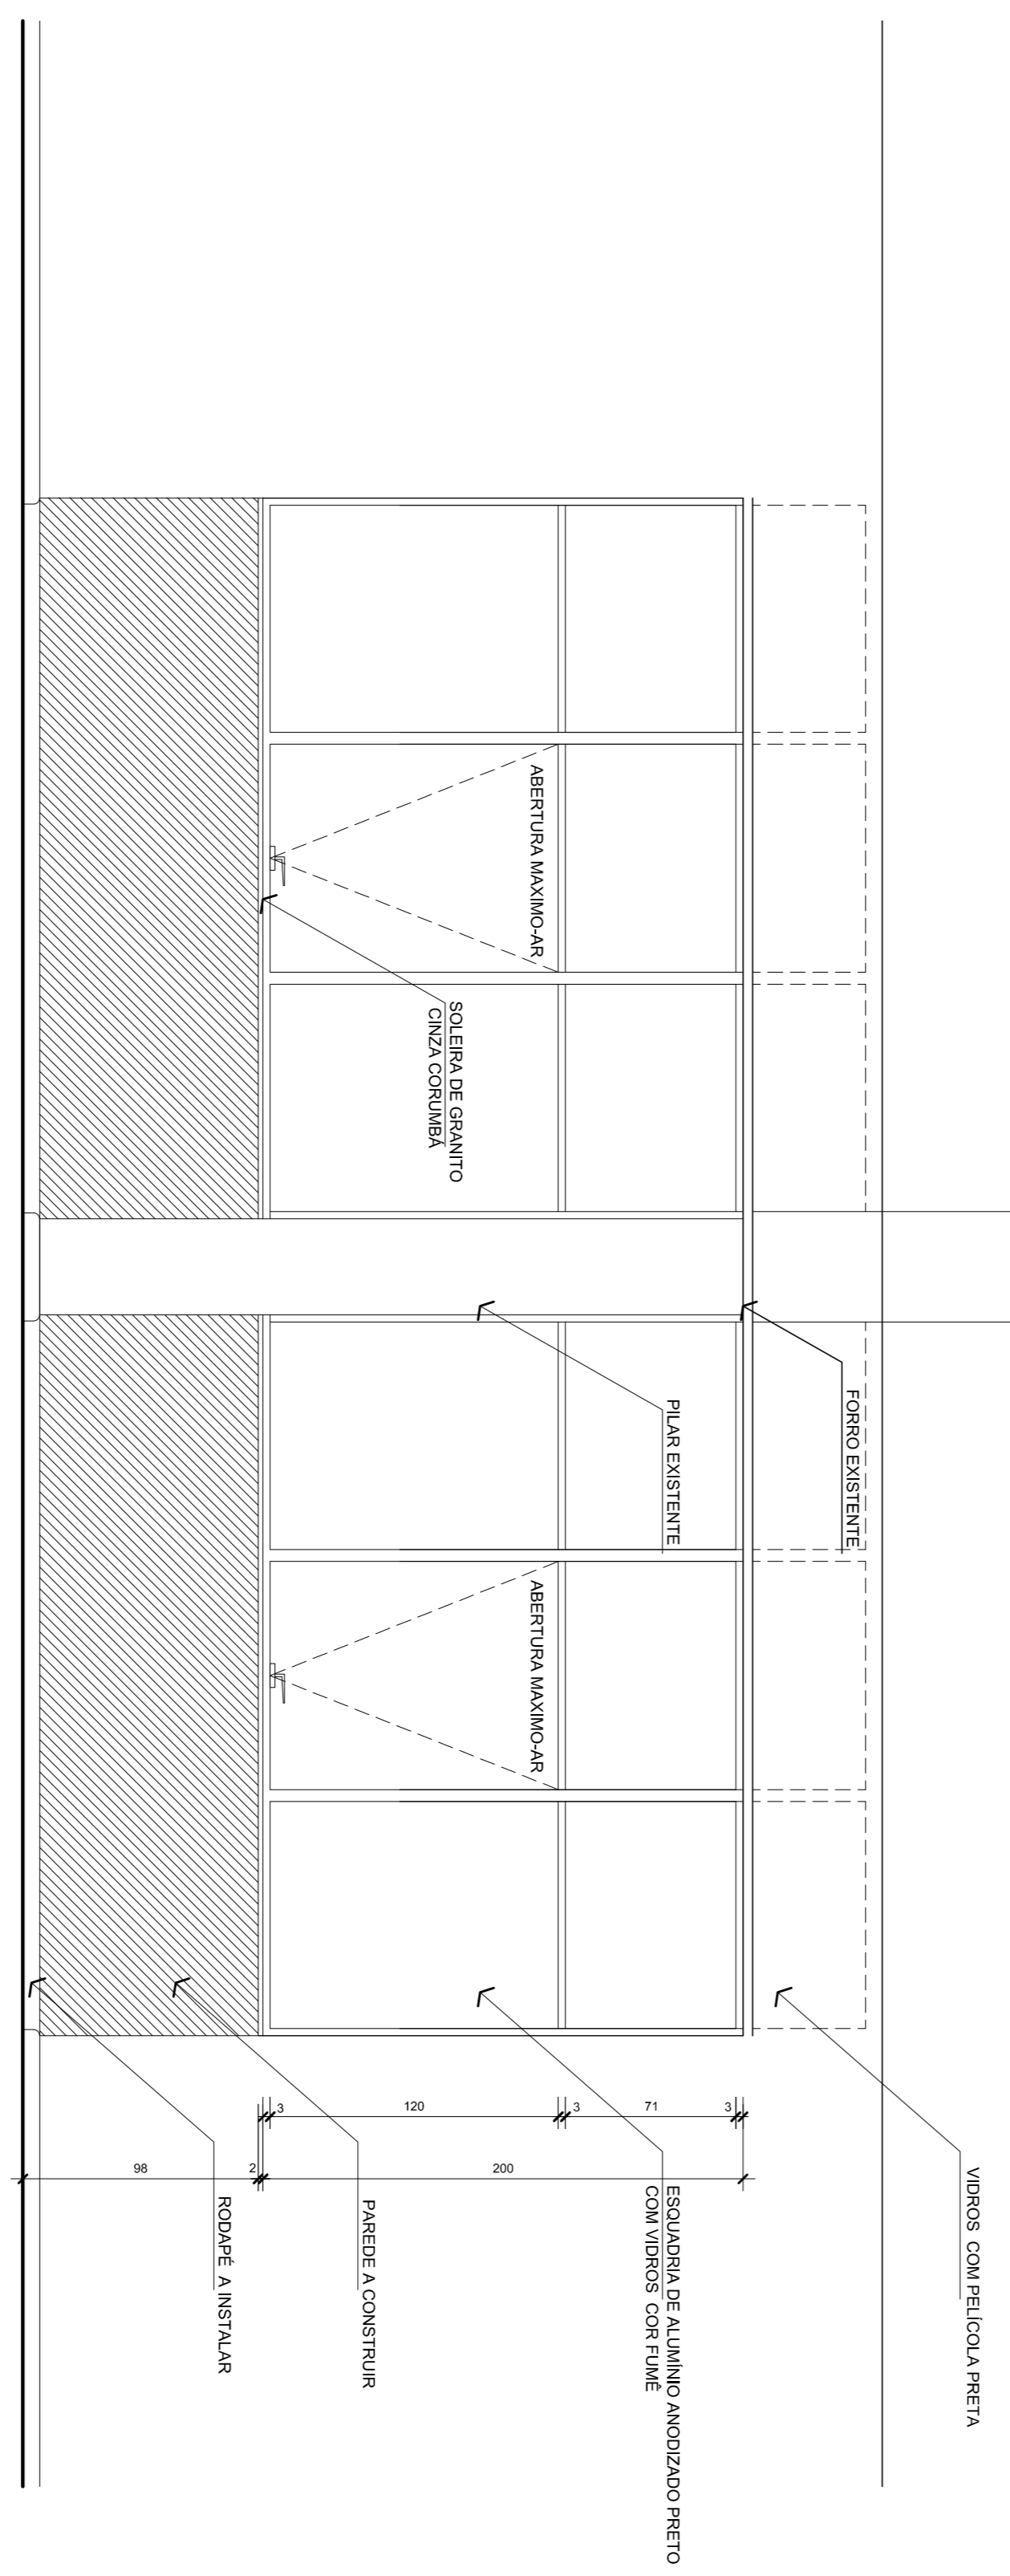 VIDROS  COM PELÍCOLA PRETA
FORRO EXISTENTE
PILAR EXISTENTE
ESQUADRIA DE ALUMÍNIO ANODIZADO PRETO
COM VIDROS  COR FUMÊ
ABERTURA MAXIMO-AR
ABERTURA MAXIMO-AR
SOLEIRA DE GRANITO
CINZA CORUMBÁ
PAREDE A CONSTRUIR
RODAPÉ  A INSTALAR
3
71
3
120
3
200
2
98